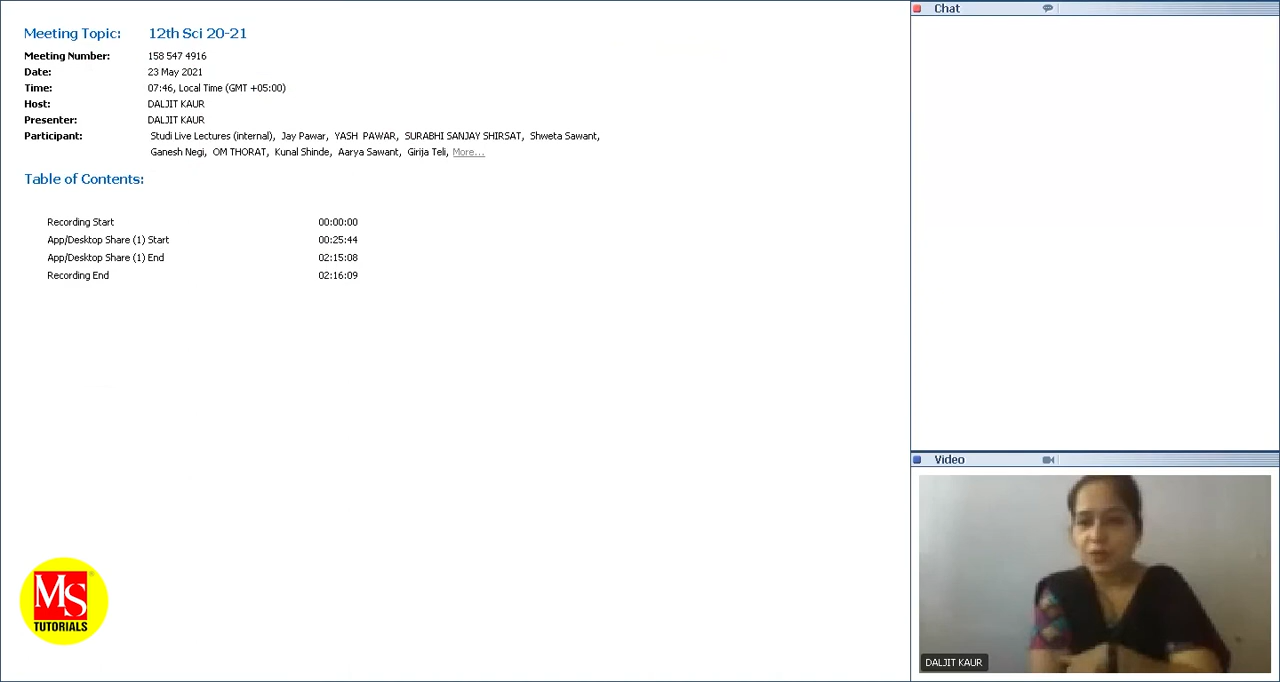 Meeting Topic: 12th Sci 20-21
Meeting Number: 158 547 4916
Date: 23 May 2021
Time: 07:46, Local Time (GMT +05:00)
Host: DALJIT KAUR
Presenter: DALJIT KAUR
Participant: Studi Live Lectures (internal), Jay Pawar, YASH PAWAR, SURABHI SANJAY SHIRSAT, Shweta Sawant,
Ganesh Negi, OM THORAT, Kunal Shinde, Aarya Sawant, Girija Teli, More...
Table of Contents:
Recording Start 00:00:00
App/Desktop Share (1) Start 00:25:44
App/Desktop Share (1) End 02:15:08
Recording End 02:16:09
MS
TUTORIALS
Chat
Video
DALJIT KAUR